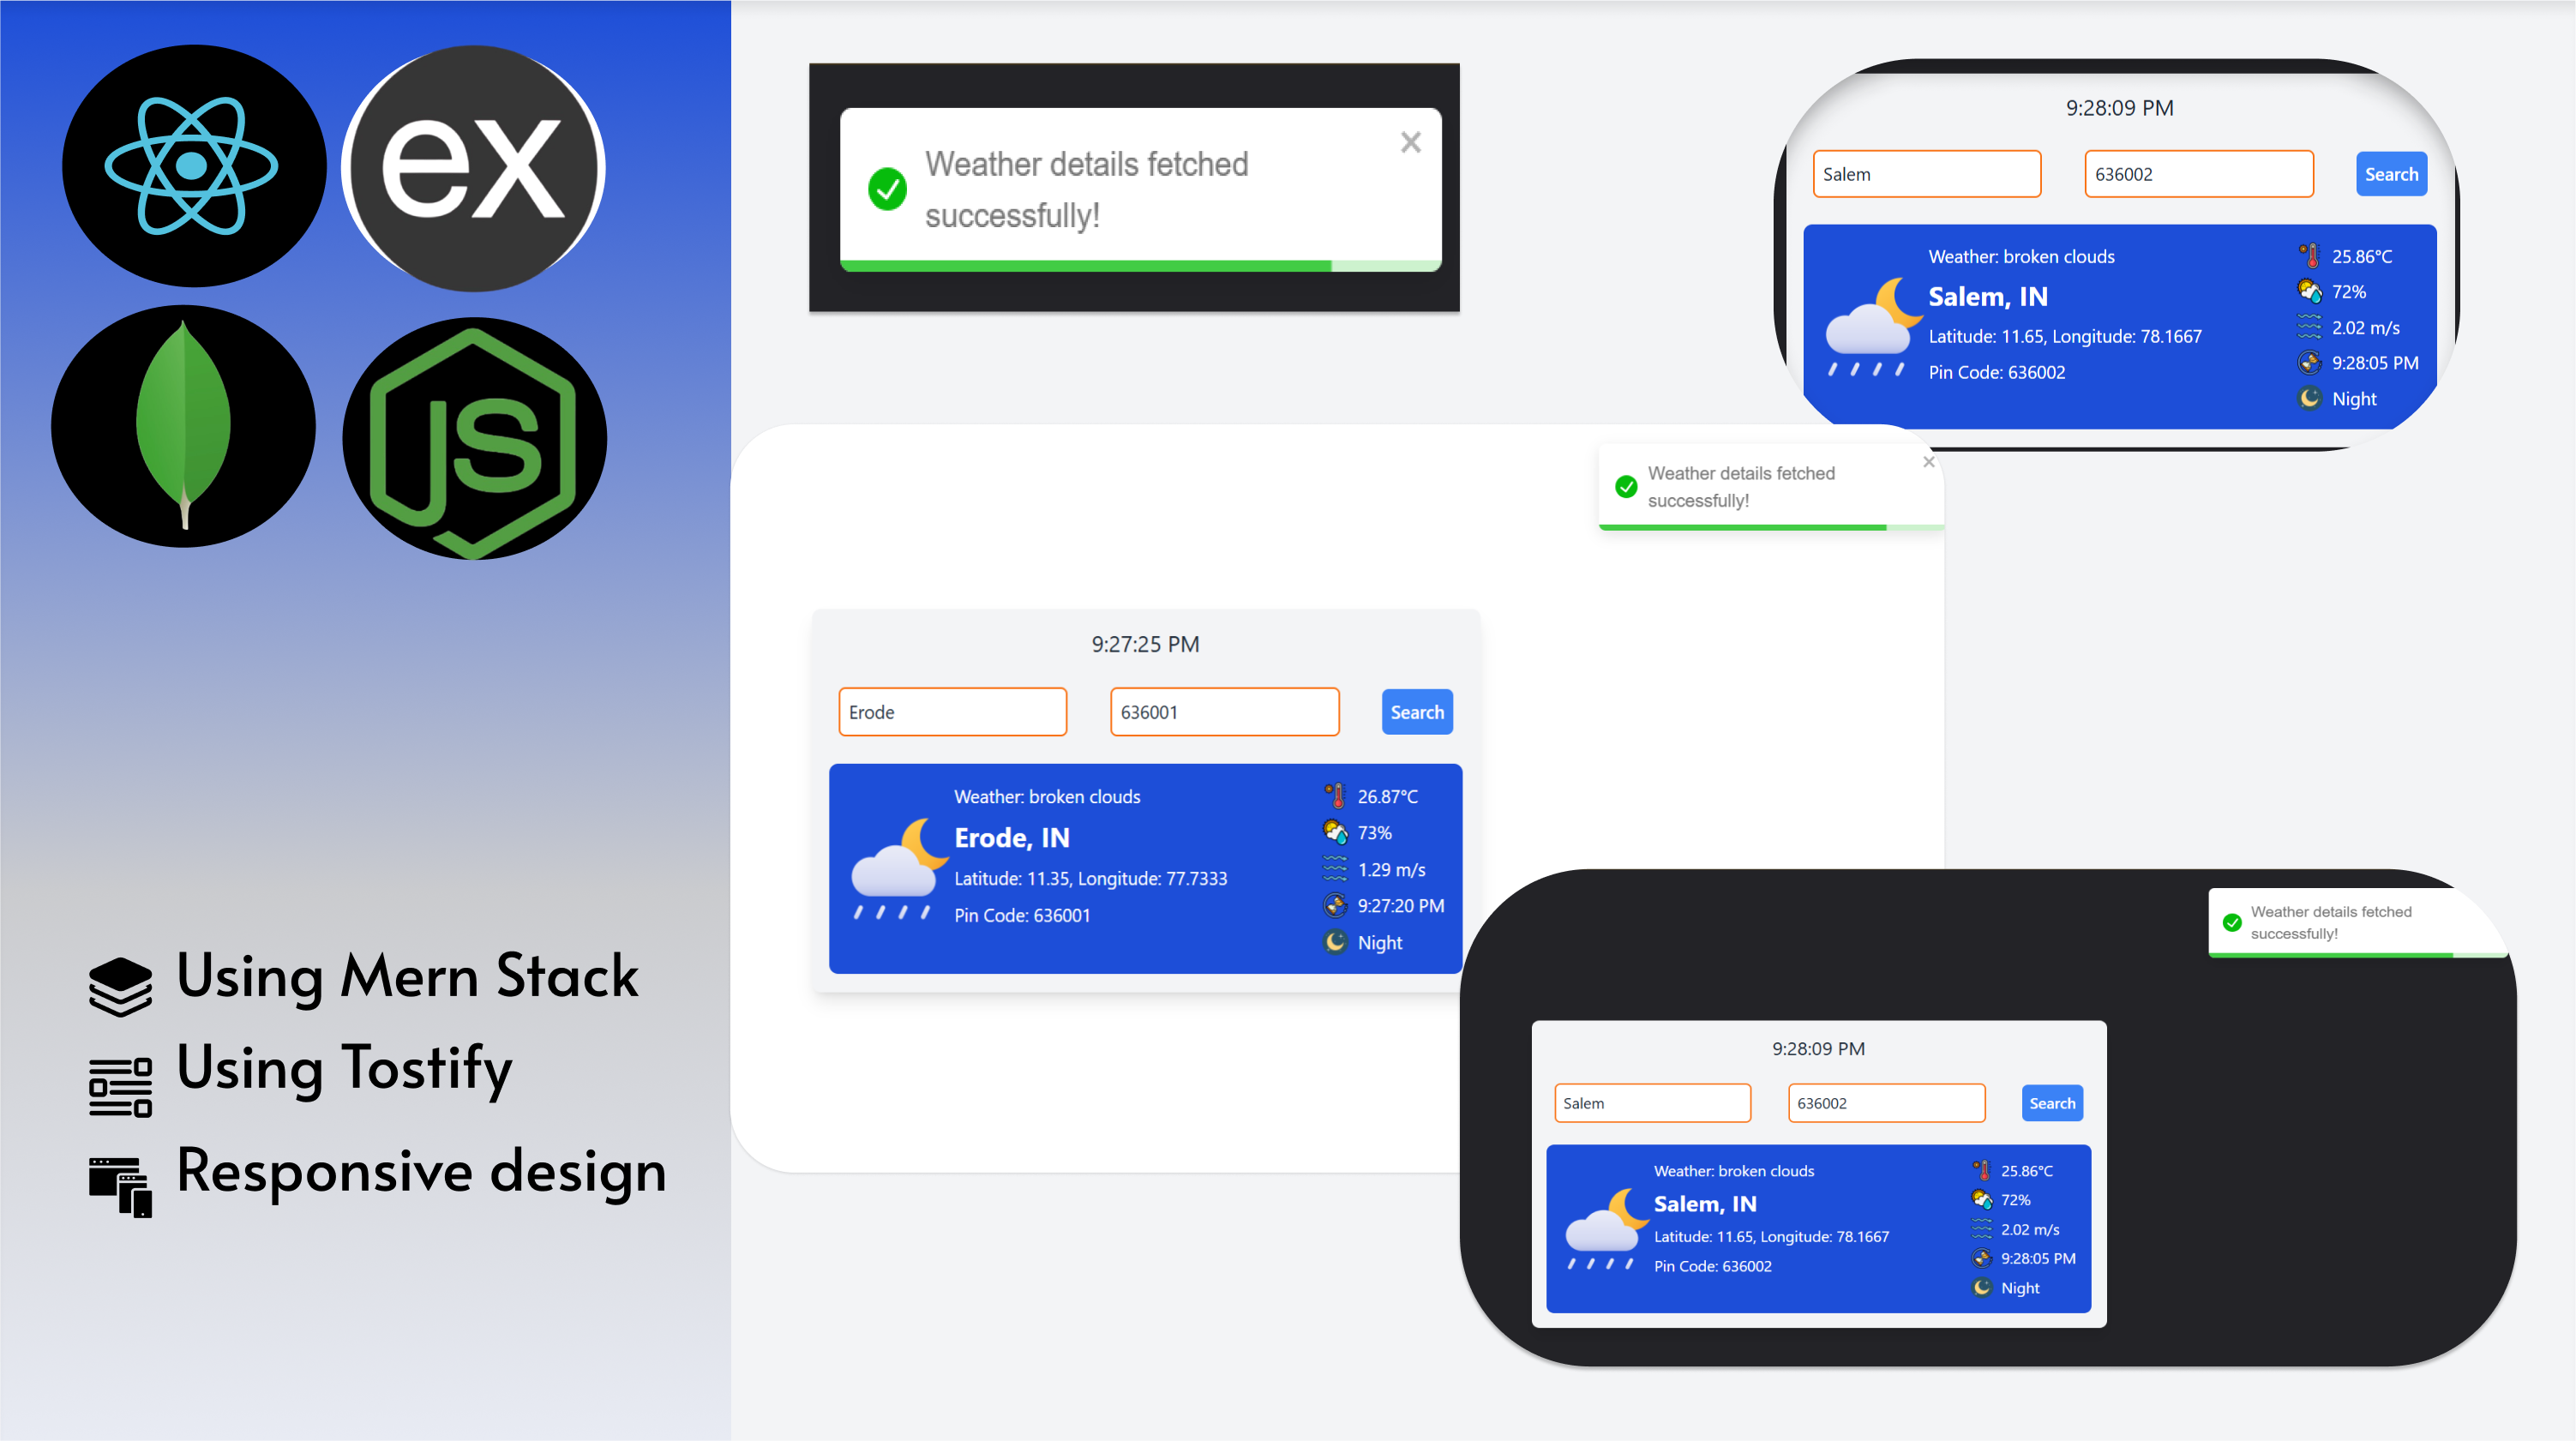 ex
JS
Using Mern Stack
Using Tostify
Responsive design
Weather details fetched
successfully!
×
9:28:09 PM
Salem
636002
Search
Weather: broken clouds
Salem, IN
Latitude: 11.65, Longitude: 78.1667
Pin Code: 636002
25.86°C
72%
2.02 m/s
9:28:05 PM
Night
Weather details fetched
successfully!
×
9:27:25 PM
Erode
636001
Search
Weather: broken clouds
Erode, IN
Latitude: 11.35, Longitude: 77.7333
Pin Code: 636001
26.87°C
73%
1.29 m/s
9:27:20 PM
Night
Weather details fetched
successfully!
9:28:09 PM
Salem
636002
Search
Weather: broken clouds
Salem, IN
Latitude: 11.65, Longitude: 78.1667
Pin Code: 636002
25.86°C
72%
2.02 m/s
9:28:05 PM
Night